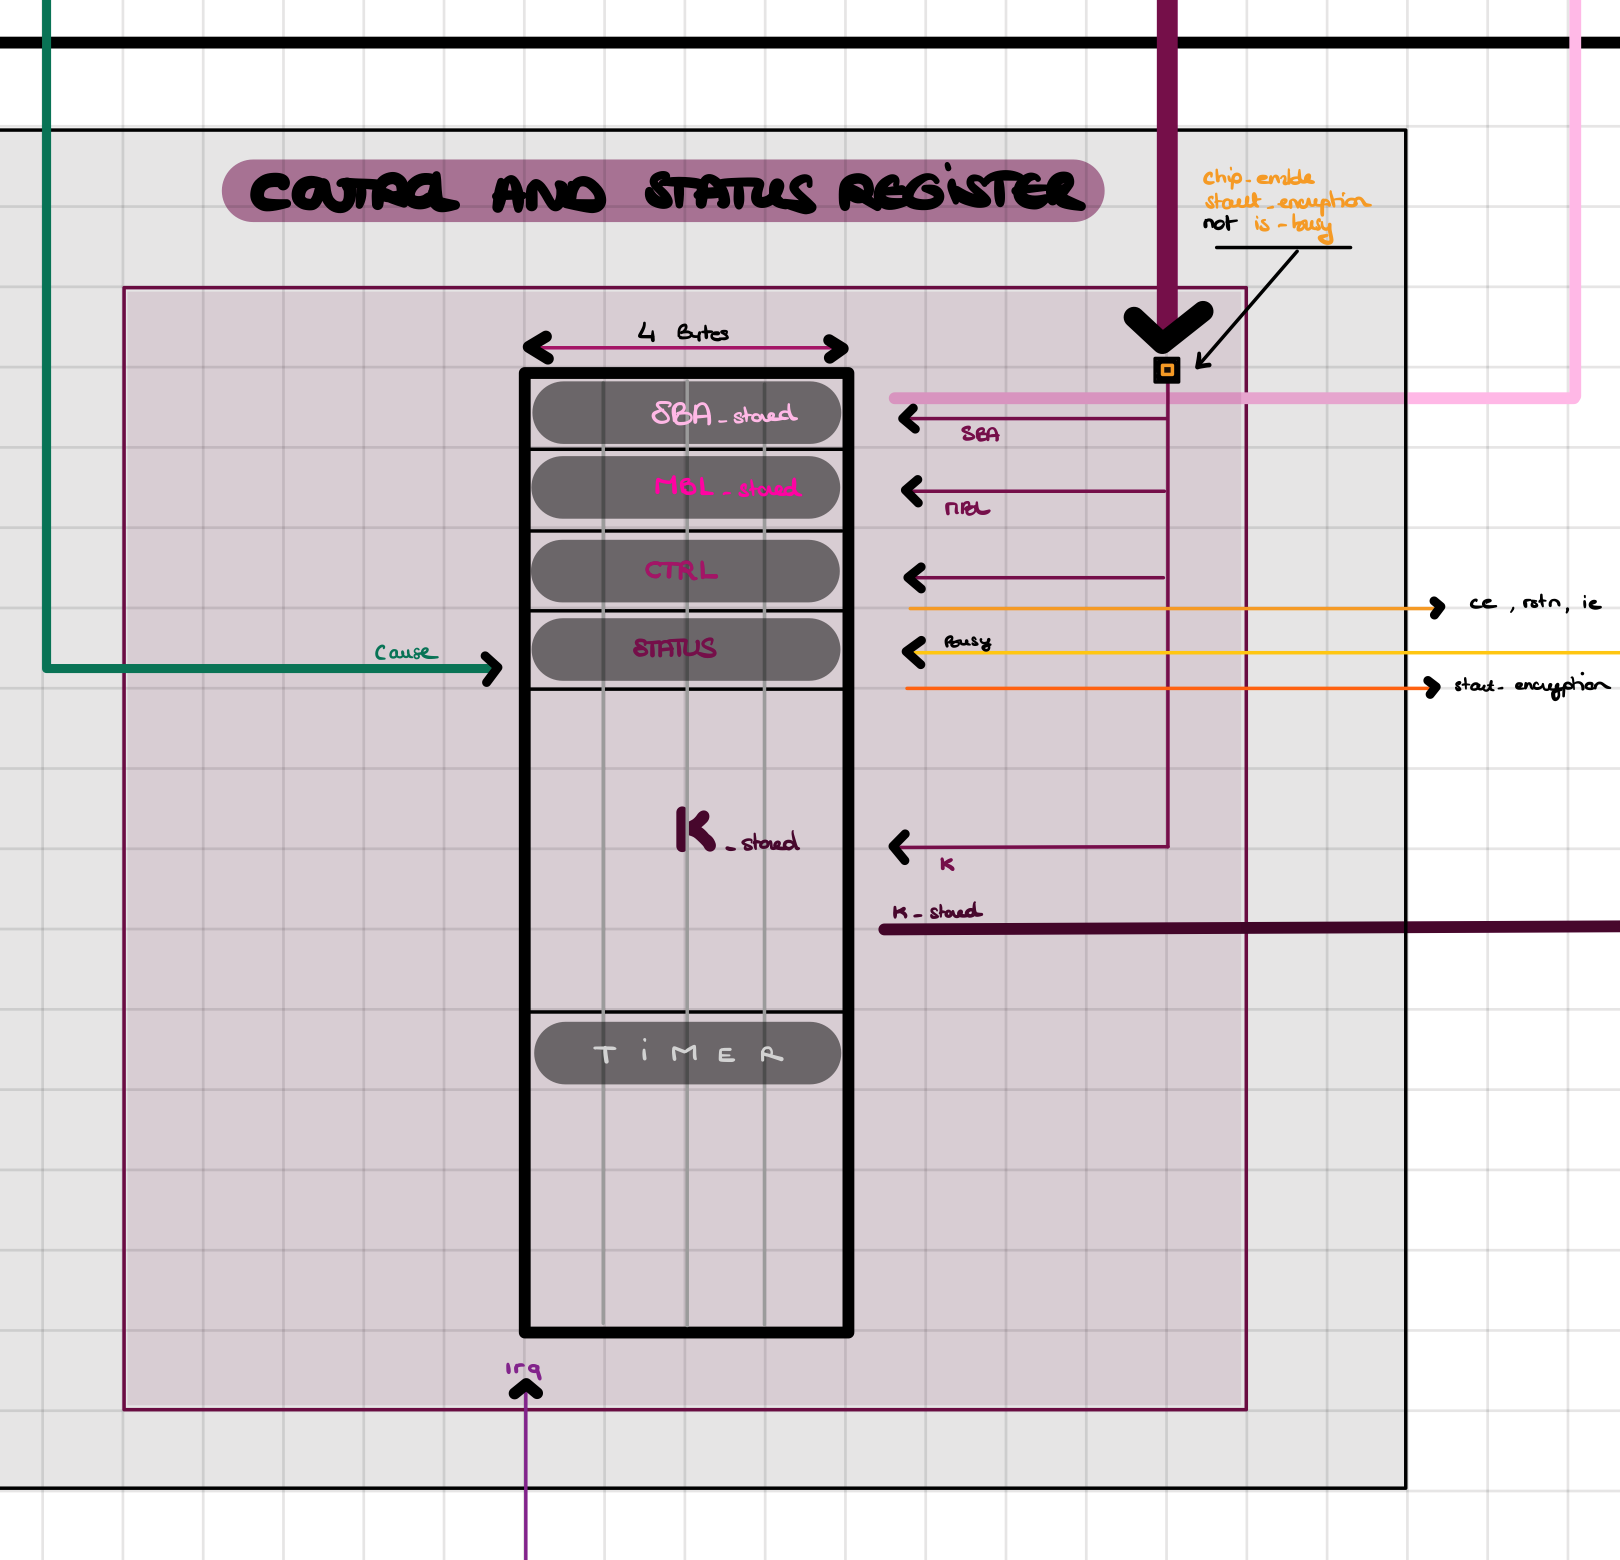 CONTROL AND STATUS REGISTER
chip_enable
start_encryption
not is_busy
4 Bytes
SBA_stored
SBA
MBL_stored
MBL
CTRL
ce, rstn, ie
STATUS
Busy
Cause
start_encryption
K_stored
K
K_stored
TiMER
irq